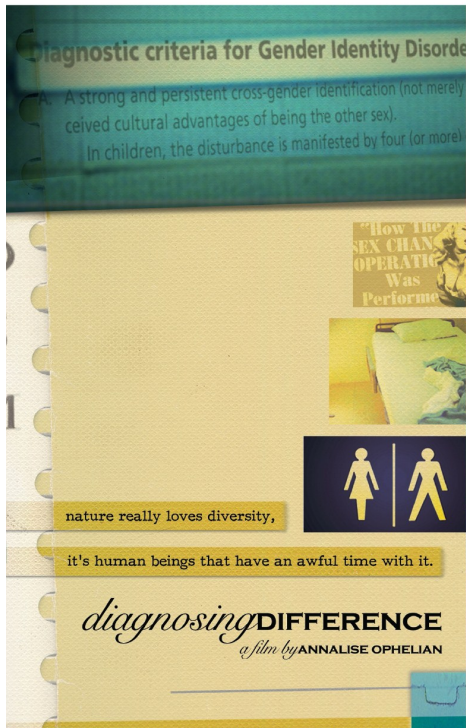 Diagnostic criteria for Gender Identity Disorde
A. A strong and persistent cross-gender identification (not merely
ceived cultural advantages of being the other sex).
In children, the disturbance is manifested by four (or more)
"How The
SEX CHAN
OPERATIO
Was
Performe
nature really loves diversity,
it's human beings that have an awful time with it.
diagnosingDIFFERENCE
a film by ANNALISE OPHELIAN